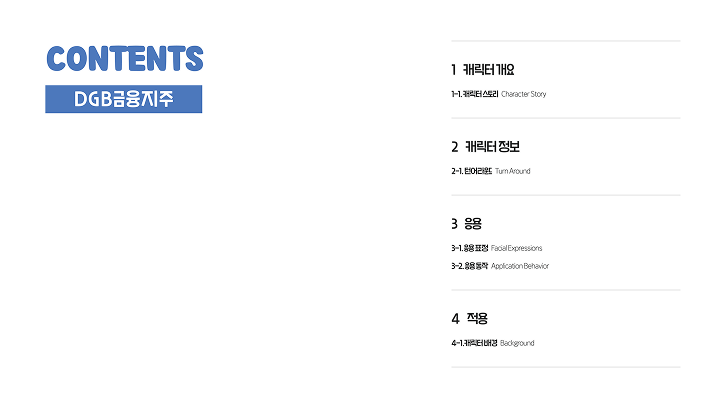 CONTENTS
DGB금융지주
1 캐릭터 개요
1-1. 캐릭터 스토리 Character Story
2 캐릭터 정보
2-1. 턴어라운드 Turn Around
3 응용
3-1. 응용 표정 Facial Expressions
3-2. 응용 동작 Application Behavior
4 적용
4-1. 캐릭터 배경 Background